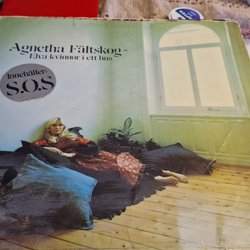 Agnetha Fältskog -
Elva kvinnor i ett hus
Innehåller
S.O.S